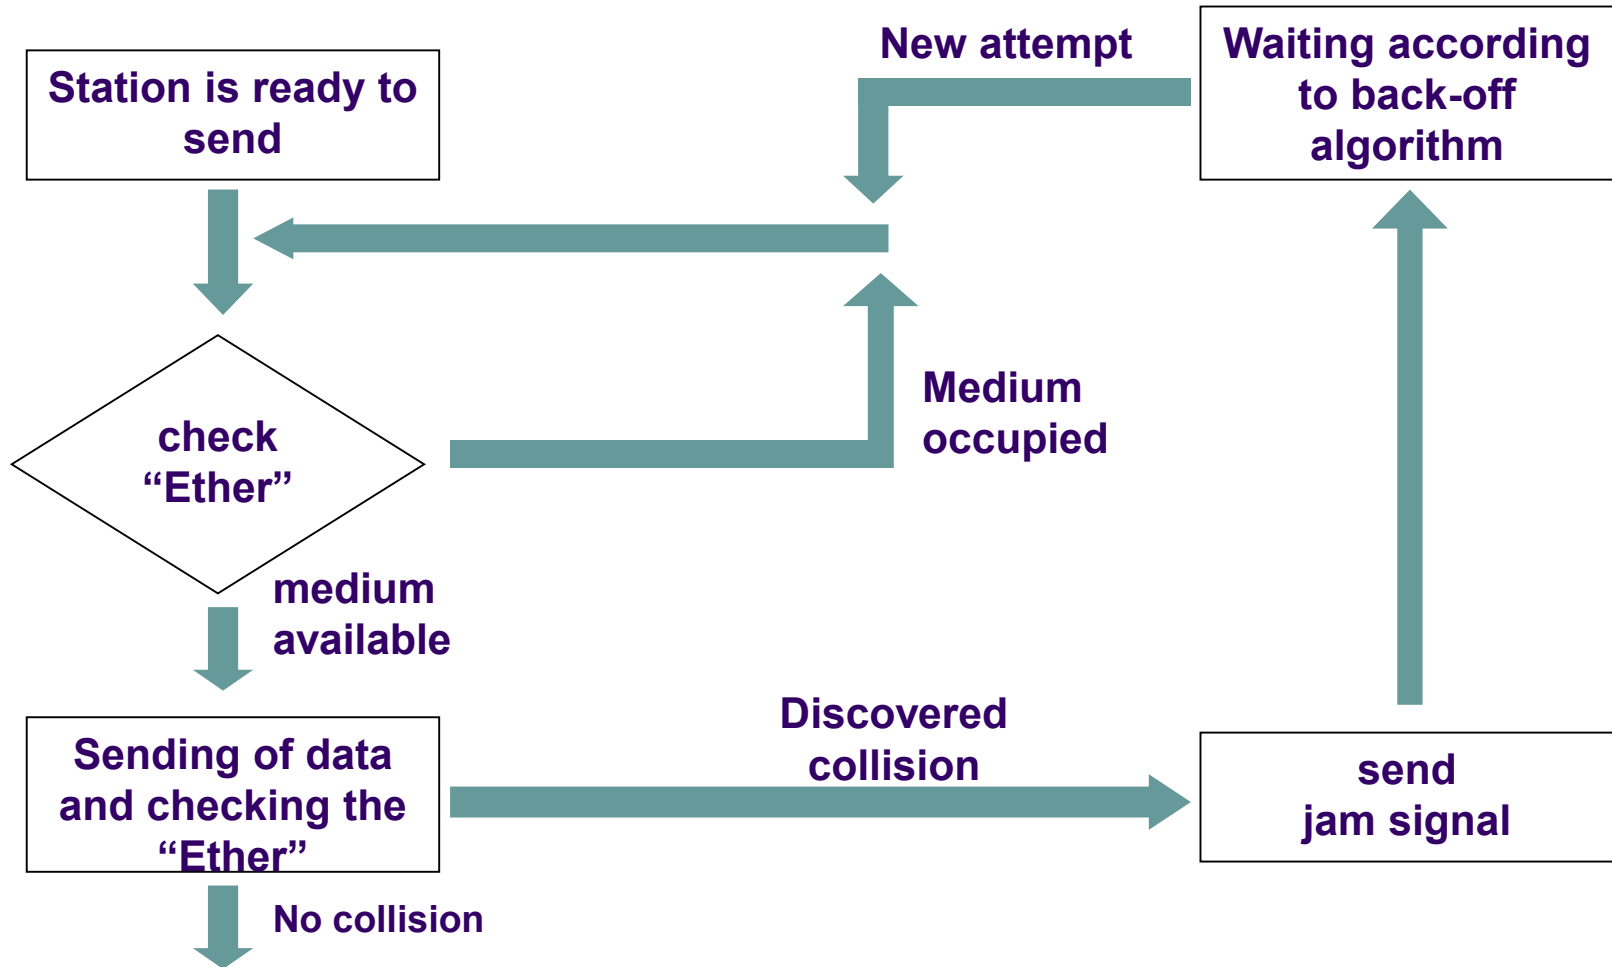 Station is ready to
send
New attempt
Waiting according
to back-off
algorithm
check
“Ether”
Medium
occupied
medium
available
Sending of data
and checking the
“Ether”
Discovered
collision
send
jam signal
No collision